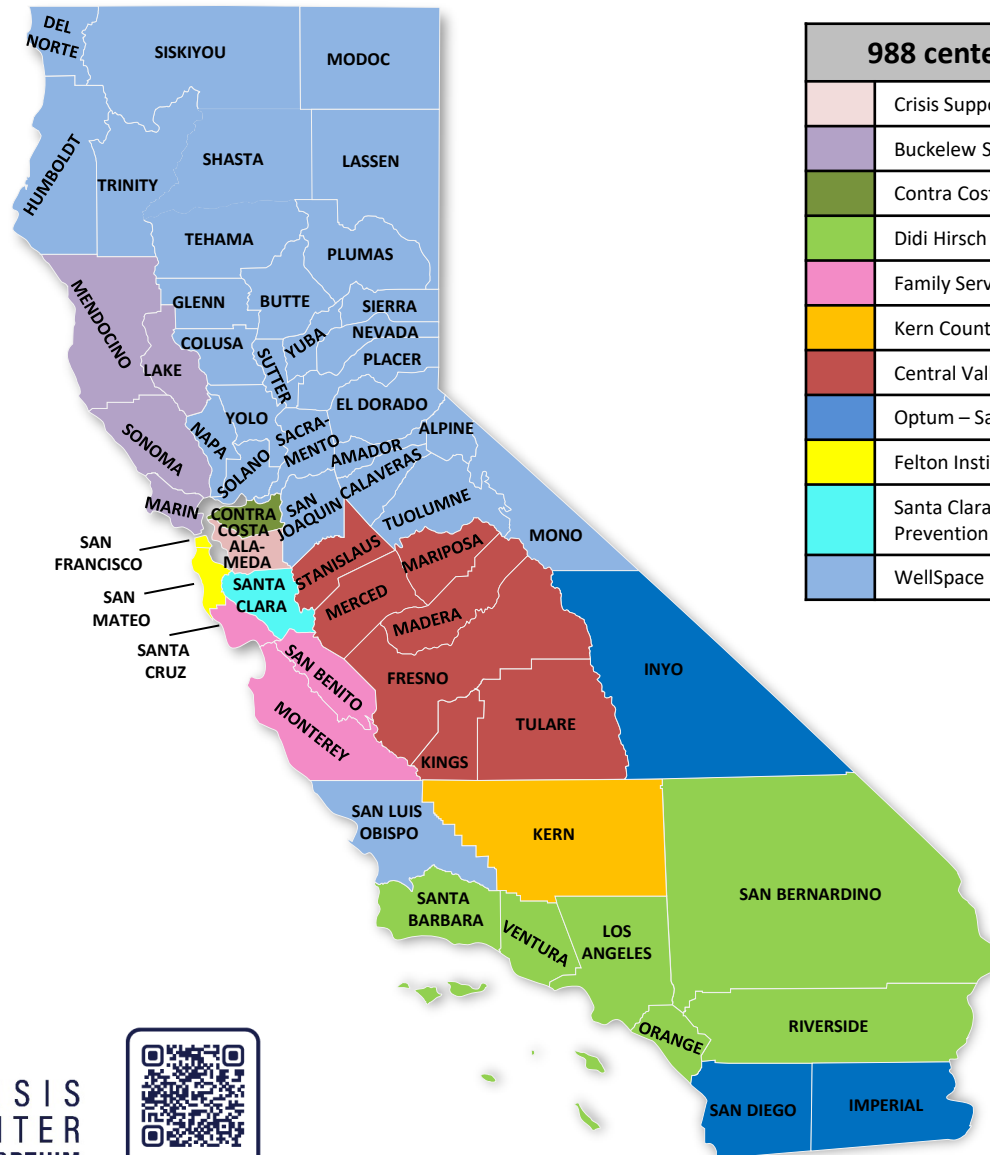 DEL
NORTE
SISKIYOU
MODOC
HUMBOLDT
TRINITY
SHASTA
LASSEN
TEHAMA
PLUMAS
MENDOCINO
GLENN
BUTTE
SIERRA
NEVADA
YUBA
COLUSA
PLACER
LAKE
SUTTER
EL DORADO
YOLO
SACRA-
MENTO
ALPINE
NAPA
SONOMA
AMADOR
SOLANO
CALAVERAS
MARIN
CONTRA
COSTA
SAN
JOAQUIN
TUOLUMNE
MONO
ALA-
MEDA
SAN
FRANCISCO
STANISLAUS
MARIPOSA
SANTA
CLARA
MERCED
SAN
MATEO
MADERA
SANTA
CRUZ
SAN BENITO
FRESNO
INYO
MONTEREY
TULARE
KINGS
SAN LUIS
OBISPO
KERN
SAN BERNARDINO
SANTA
BARBARA
VENTURA
LOS
ANGELES
ORANGE
RIVERSIDE
SAN DIEGO
IMPERIAL
988 cente
Crisis Suppo
Buckelew S
Contra Cost
Didi Hirsch
Family Serv
Kern Count
Central Val
Optum – Sa
Felton Insti
Santa Clara
Prevention
WellSpace
SIS
TER